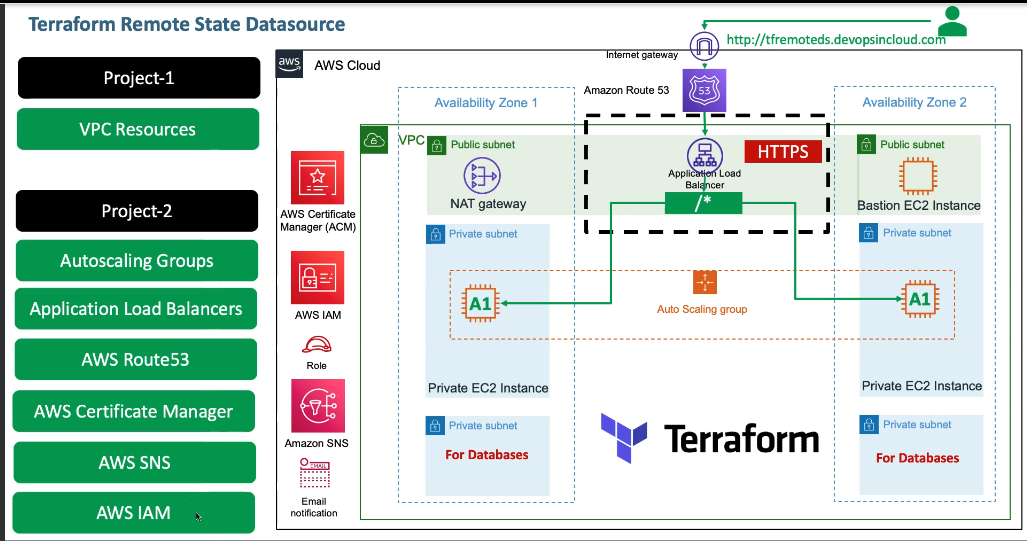 Terraform Remote State Datasource
Project-1
VPC Resources
Project-2
Autoscaling Groups
Application Load Balancers
AWS Route53
AWS Certificate Manager
AWS SNS
AWS IAM
http://tfremoteds.devopsincloud.com
Internet gateway
aws
AWS Cloud
Amazon Route 53
53
Availability Zone 1
Availability Zone 2
VPC
Public subnet
NAT gateway
HTTPS
Application Load
Balancer
/*
Public subnet
Bastion EC2 Instance
AWS Certificate
Manager (ACM)
AWS IAM
Role
Amazon SNS
EMAIL
Email
notification
Private subnet
A1
Private EC2 Instance
Auto Scaling group
Private subnet
A1
Private EC2 Instance
Private subnet
For Databases
Terraform
Private subnet
For Databases